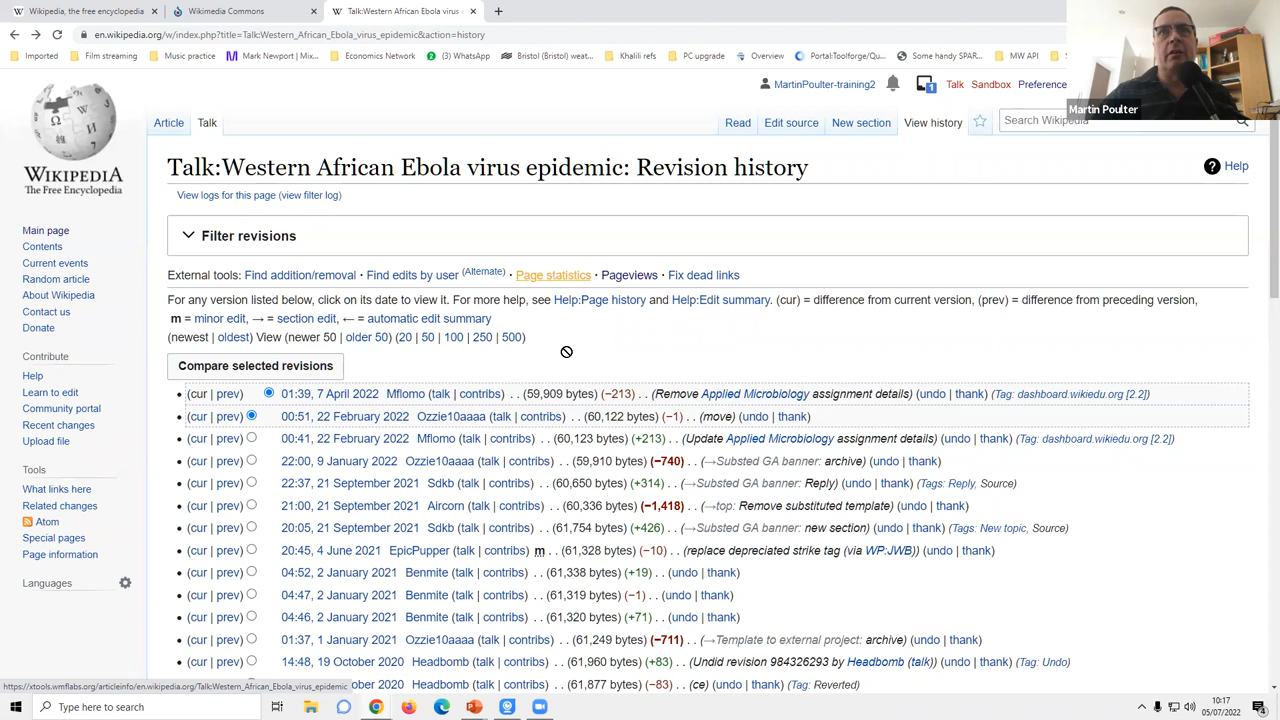 Wikipedia, the free encyclopedia × Wikimedia Commons × Talk:Western African Ebola virus × +
en.wikipedia.org/w/index.php?title=Talk:Western_African_Ebola_virus_epidemic&action=history
Imported Film streaming Music practice Mark Newport | Mix... Economics Network (3) WhatsApp Bristol (Bristol) weat... Khalili refs PC upgrade Overview Portal:Toolforge/Ov... Some handy SPAR... MW API
MartinPoulter-training2 1 Talk Sandbox Preference
Martin Poulter
Article Talk Read Edit source New section View history Search Wikipedia
WIKIPEDIA
The Free Encyclopedia
Talk:Western African Ebola virus epidemic: Revision history
? Help
View logs for this page (view filter log)
Filter revisions
Main page
Contents
Current events
Random article
About Wikipedia
Contact us
Donate
Contribute
Help
Learn to edit
Community portal
Recent changes
Upload file
Tools
What links here
Related changes
Atom
Special pages
Page information
Languages
External tools: Find addition/removal · Find edits by user (Alternate) · Page statistics · Pageviews · Fix dead links
For any version listed below, click on its date to view it. For more help, see Help:Page history and Help:Edit summary. (cur) = difference from current version, (prev) = difference from preceding version,
m = minor edit, → = section edit, ← = automatic edit summary
(newest | oldest) View (newer 50 | older 50) (20 | 50 | 100 | 250 | 500)
Compare selected revisions
• (cur | prev) 01:39, 7 April 2022 Mflomo (talk | contribs) . . (59,909 bytes) (−213) . . (Remove Applied Microbiology assignment details) (undo | thank) (Tag: dashboard.wikiedu.org [2.2])
• (cur | prev) 00:51, 22 February 2022 Ozzie10aaaa (talk | contribs) . . (60,122 bytes) (−1) . . (move) (undo | thank)
• (cur | prev) 00:41, 22 February 2022 Mflomo (talk | contribs) . . (60,123 bytes) (+213) . . (Update Applied Microbiology assignment details) (undo | thank) (Tag: dashboard.wikiedu.org [2.2])
• (cur | prev) 22:00, 9 January 2022 Ozzie10aaaa (talk | contribs) . . (59,910 bytes) (−740) . . (→Substed GA banner: archive) (undo | thank)
• (cur | prev) 22:37, 21 September 2021 Sdkb (talk | contribs) . . (60,650 bytes) (+314) . . (→Substed GA banner: Reply) (undo | thank) (Tags: Reply, Source)
• (cur | prev) 21:00, 21 September 2021 Aircorn (talk | contribs) . . (60,336 bytes) (−1,418) . . (→top: Remove substituted template) (undo | thank)
• (cur | prev) 20:05, 21 September 2021 Sdkb (talk | contribs) . . (61,754 bytes) (+426) . . (→Substed GA banner: new section) (undo | thank) (Tags: New topic, Source)
• (cur | prev) 20:45, 4 June 2021 EpicPupper (talk | contribs) m . . (61,328 bytes) (−10) . . (replace depreciated strike tag (via WP:JWB)) (undo | thank)
• (cur | prev) 04:52, 2 January 2021 Benmite (talk | contribs) . . (61,338 bytes) (+19) . . (undo | thank)
• (cur | prev) 04:47, 2 January 2021 Benmite (talk | contribs) . . (61,319 bytes) (−1) . . (undo | thank)
• (cur | prev) 04:46, 2 January 2021 Benmite (talk | contribs) . . (61,320 bytes) (+71) . . (undo | thank)
• (cur | prev) 01:37, 1 January 2021 Ozzie10aaaa (talk | contribs) . . (61,249 bytes) (−711) . . (→Template to external project: archive) (undo | thank)
• (cur | prev) 14:48, 19 October 2020 Headbomb (talk | contribs) . . (61,960 bytes) (+83) . . (Undid revision 984326293 by Headbomb (talk)) (undo | thank) (Tag: Undo)
October 2020 Headbomb (talk | contribs) . . (61,877 bytes) (−83) . . (ce) (undo | thank) (Tag: Reverted)
https://xtools.wmflabs.org/articleinfo/en.wikipedia.org/Talk:Western_African_Ebola_virus_epidemic
Type here to search
10:17
05/07/2022
4